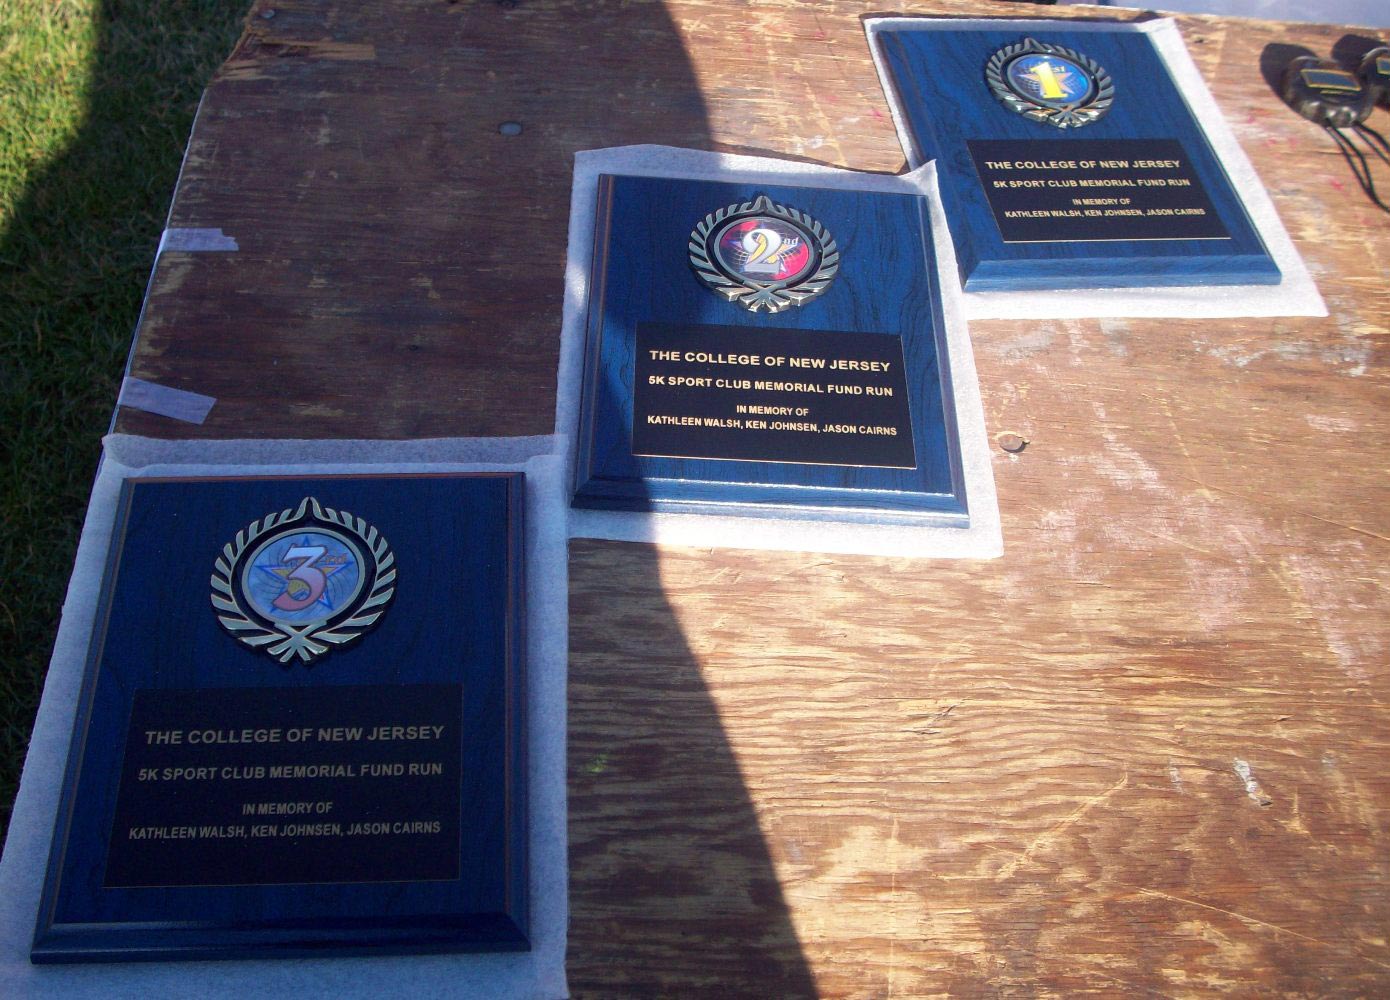 1
THE COLLEGE OF NEW JERSEY
5K SPORT CLUB MEMORIAL FUND RUN
IN MEMORY OF
KATHLEEN WALSH, KEN JOHNSEN, JASON CAIRNS
2nd
THE COLLEGE OF NEW JERSEY
5K SPORT CLUB MEMORIAL FUND RUN
IN MEMORY OF
KATHLEEN WALSH, KEN JOHNSEN, JASON CAIRNS
3
THE COLLEGE OF NEW JERSEY
5K SPORT CLUB MEMORIAL FUND RUN
IN MEMORY OF
KATHLEEN WALSH, KEN JOHNSEN, JASON CAIRNS